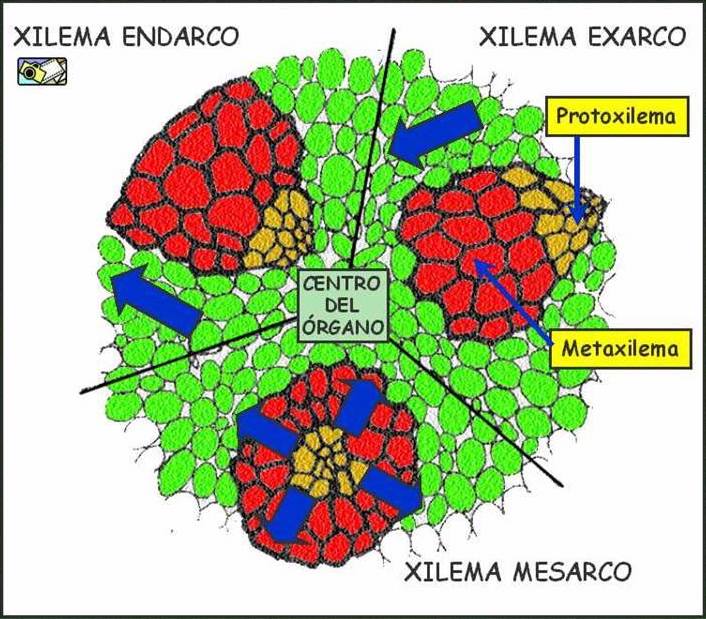 XILEMA ENDARCO
XILEMA EXARCO
Protoxilema
CENTRO
DEL
ÓRGANO
Metaxilema
XILEMA MESARCO